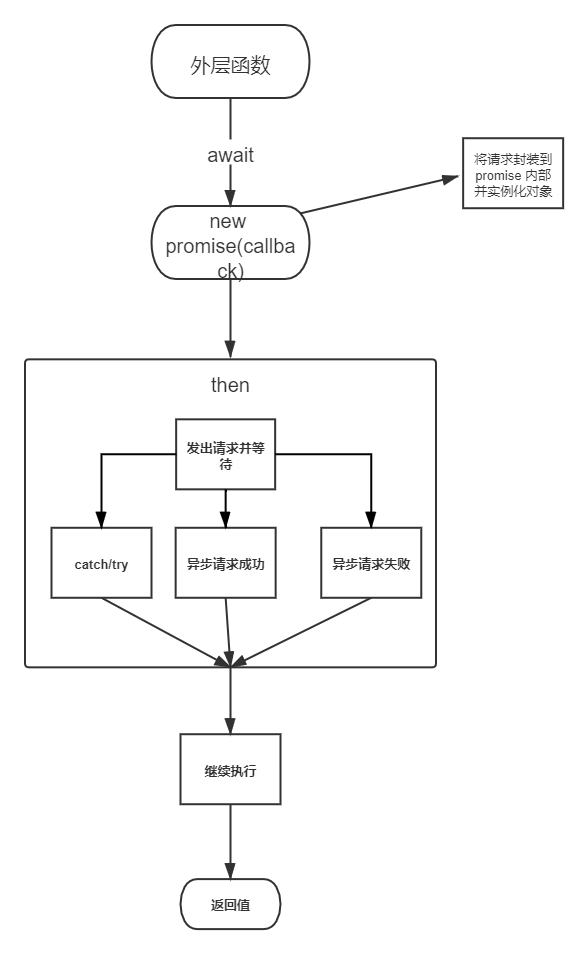 外层函数
await
将请求封装到
promise 内部
并实例化对象
new
promise(callba
ck)
then
发出请求并等
待
catch/try
异步请求成功
异步请求失败
继续执行
返回值